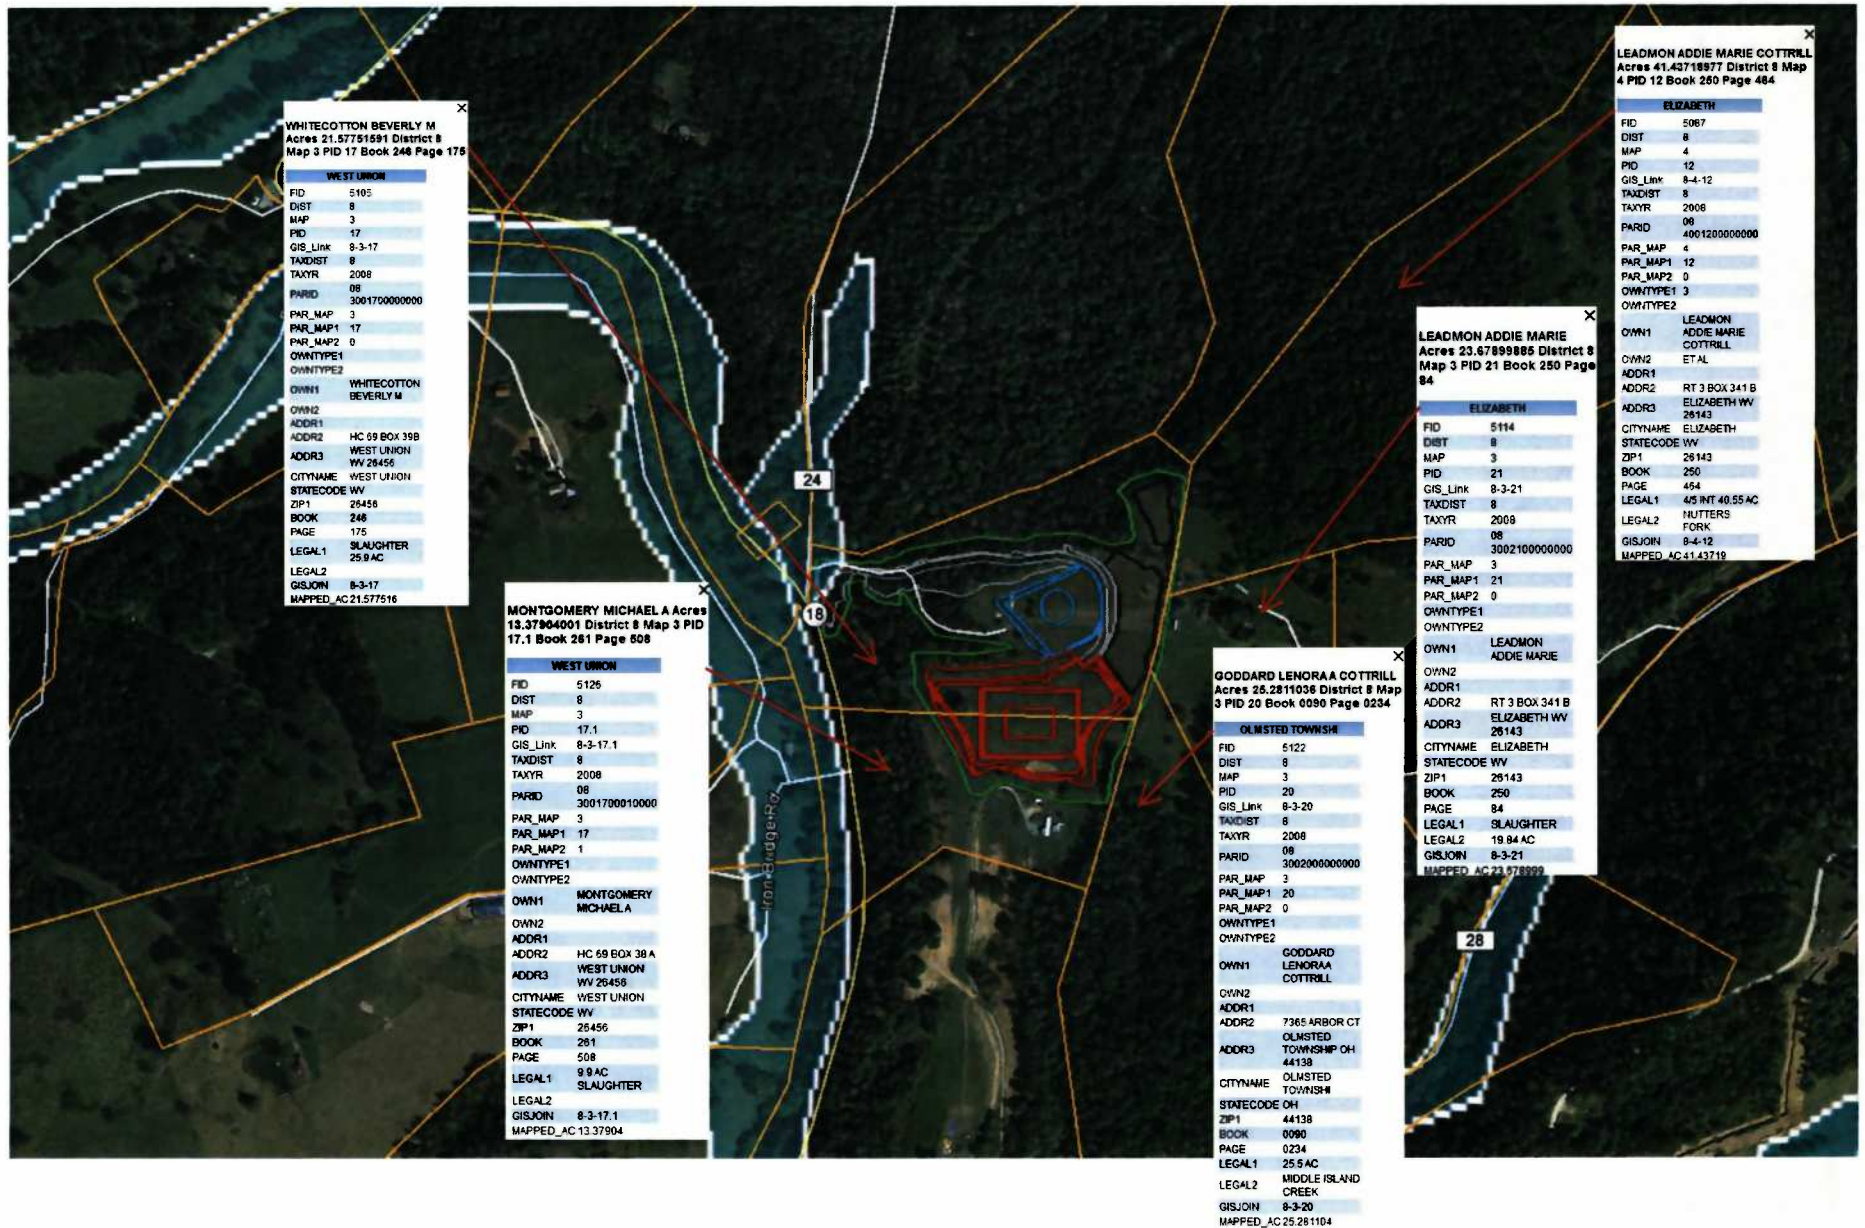 WHITECOTTON BEVERLY M
Acres 21.57751591 District 8
Map 3 PID 17 Book 246 Page 175
WEST UNION
FID 5105
DIST 8
MAP 3
PID 17
GIS_Link 8-3-17
TAXDIST 8
TAXYR 2008
PARID 08
3001700000000
PAR_MAP 3
PAR_MAP1 17
PAR_MAP2 0
OWNTYPE1
OWNTYPE2
OWN1 WHITECOTTON
BEVERLY M
OWN2
ADDR1
ADDR2 HC 69 BOX 39B
ADDR3 WEST UNION
WV 26456
CITYNAME WEST UNION
STATECODE WV
ZIP1 26456
BOOK 246
PAGE 175
LEGAL1 SLAUGHTER
25.9 AC
LEGAL2
GISJOIN 8-3-17
MAPPED_AC 21.577516
MONTGOMERY MICHAEL A Acres
13.37904001 District 8 Map 3 PID
17.1 Book 261 Page 508
WEST UNION
FID 5126
DIST 8
MAP 3
PID 17.1
GIS_Link 8-3-17.1
TAXDIST 8
TAXYR 2008
PARID 08
3001700010000
PAR_MAP 3
PAR_MAP1 17
PAR_MAP2 1
OWNTYPE1
OWNTYPE2
OWN1 MONTGOMERY
MICHAEL A
OWN2
ADDR1
ADDR2 HC 69 BOX 38 A
ADDR3 WEST UNION
WV 26456
CITYNAME WEST UNION
STATECODE WV
ZIP1 26456
BOOK 261
PAGE 508
LEGAL1 9.9 AC
SLAUGHTER
LEGAL2
GISJOIN 8-3-17.1
MAPPED_AC 13.37904
24
18
Iron Bridge Rd
GODDARD LENORA A COTTRILL
Acres 25.2811036 District 8 Map
3 PID 20 Book 0090 Page 0234
OLMSTED TOWNSHI
FID 5122
DIST 8
MAP 3
PID 20
GIS_Link 8-3-20
TAXDIST 8
TAXYR 2008
PARID 08
3002000000000
PAR_MAP 3
PAR_MAP1 20
PAR_MAP2 0
OWNTYPE1
OWNTYPE2
OWN1 GODDARD
LENORA A
COTTRILL
OWN2
ADDR1
ADDR2 7365 ARBOR CT
ADDR3 OLMSTED
TOWNSHIP OH
44138
CITYNAME OLMSTED
TOWNSHI
STATECODE OH
ZIP1 44138
BOOK 0090
PAGE 0234
LEGAL1 25.5 AC
LEGAL2 MIDDLE ISLAND
CREEK
GISJOIN 8-3-20
MAPPED_AC 25.281104
LEADMON ADDIE MARIE
Acres 23.67899885 District 8
Map 3 PID 21 Book 250 Page
84
ELIZABETH
FID 5114
DIST 8
MAP 3
PID 21
GIS_Link 8-3-21
TAXDIST 8
TAXYR 2008
PARID 08
3002100000000
PAR_MAP 3
PAR_MAP1 21
PAR_MAP2 0
OWNTYPE1
OWNTYPE2
OWN1 LEADMON
ADDIE MARIE
OWN2
ADDR1
ADDR2 RT 3 BOX 341 B
ADDR3 ELIZABETH WV
26143
CITYNAME ELIZABETH
STATECODE WV
ZIP1 26143
BOOK 250
PAGE 84
LEGAL1 SLAUGHTER
LEGAL2 19.84 AC
GISJOIN 8-3-21
MAPPED_AC 23.678999
28
LEADMON ADDIE MARIE COTTRILL
Acres 41.43718977 District 8 Map
4 PID 12 Book 250 Page 464
ELIZABETH
FID 5087
DIST 8
MAP 4
PID 12
GIS_Link 8-4-12
TAXDIST 8
TAXYR 2008
PARID 08
4001200000000
PAR_MAP 4
PAR_MAP1 12
PAR_MAP2 0
OWNTYPE1 3
OWNTYPE2
OWN1 LEADMON
ADDIE MARIE
COTTRILL
OWN2 ET AL
ADDR1
ADDR2 RT 3 BOX 341 B
ADDR3 ELIZABETH WV
26143
CITYNAME ELIZABETH
STATECODE WV
ZIP1 26143
BOOK 250
PAGE 464
LEGAL1 4/5 INT 40.55 AC
LEGAL2 NUTTERS
FORK
GISJOIN 8-4-12
MAPPED_AC 41.43719